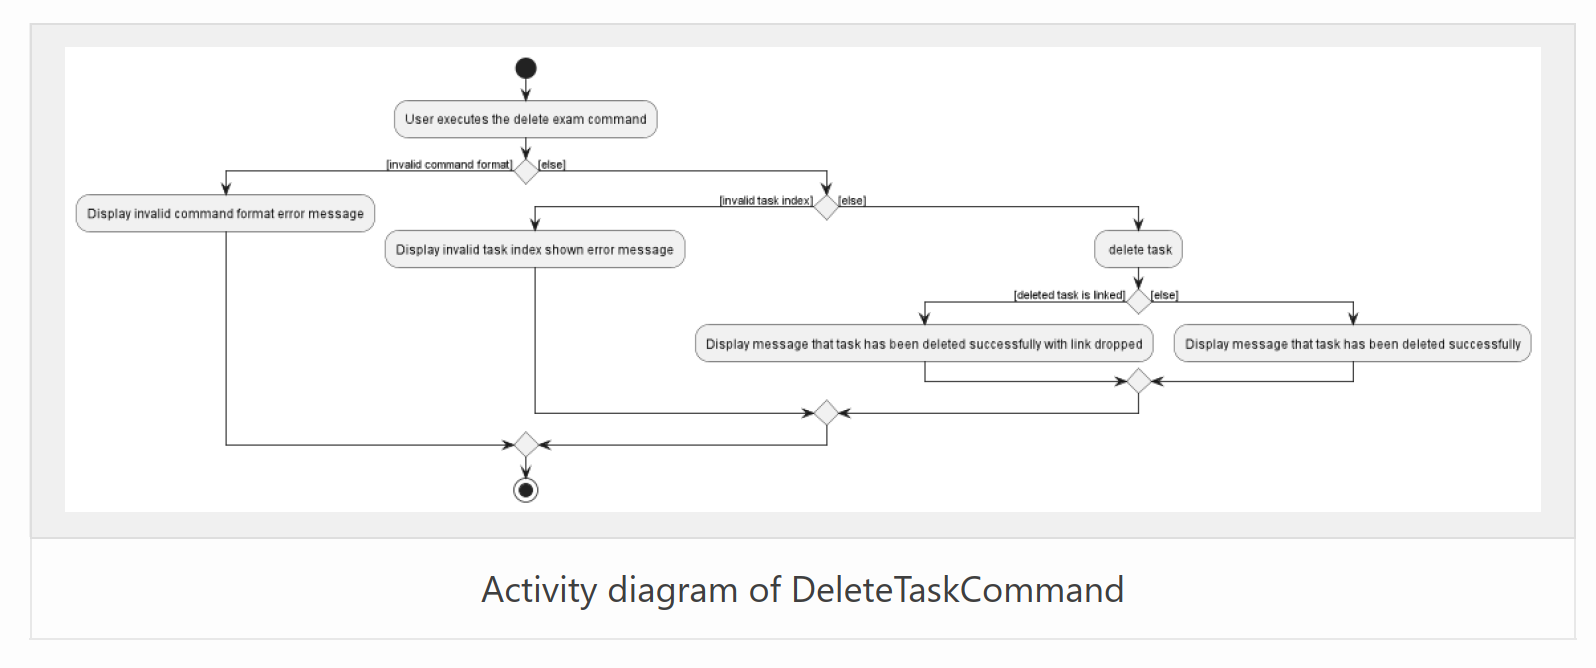 User executes the delete exam command
[invalid command format]
[else]
Display invalid command format error message
[invalid task index]
[else]
Display invalid task index shown error message
delete task
[deleted task is linked]
[else]
Display message that task has been deleted successfully with link dropped
Display message that task has been deleted successfully
Activity diagram of DeleteTaskCommand